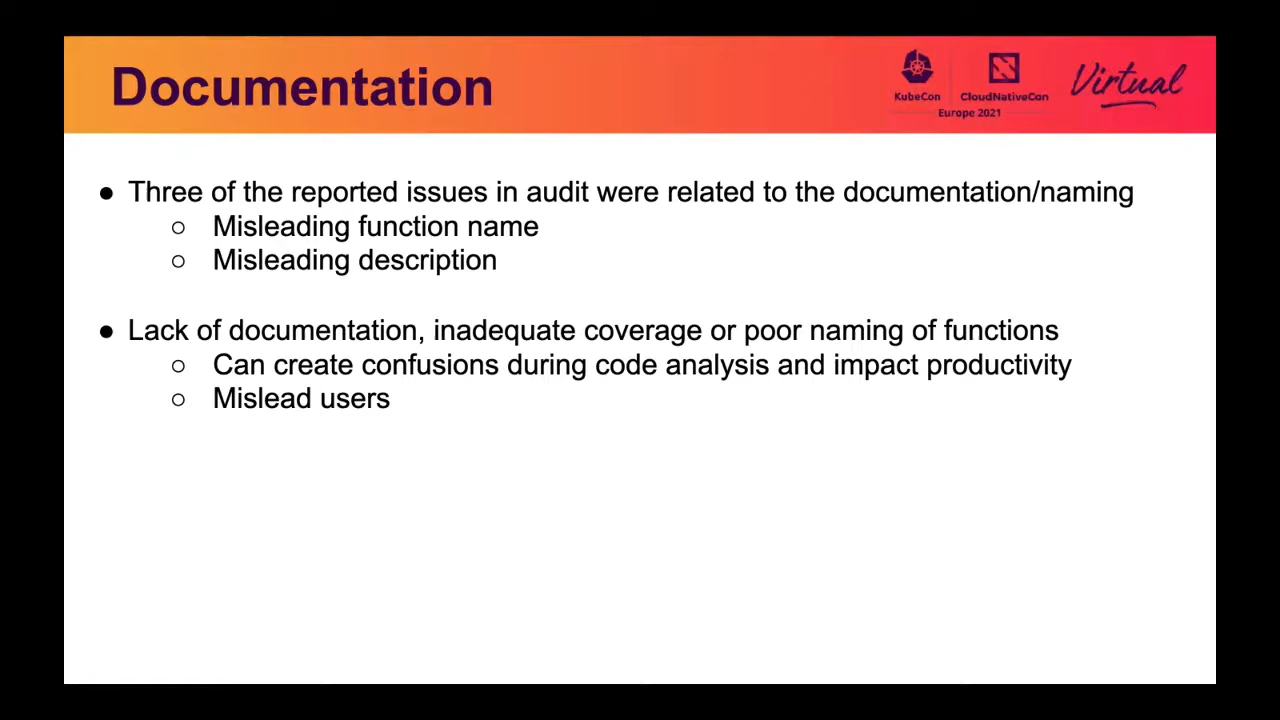 Documentation
KubeCon
CloudNativeCon
Europe 2021
Virtual
● Three of the reported issues in audit were related to the documentation/naming
○ Misleading function name
○ Misleading description
● Lack of documentation, inadequate coverage or poor naming of functions
○ Can create confusions during code analysis and impact productivity
○ Mislead users